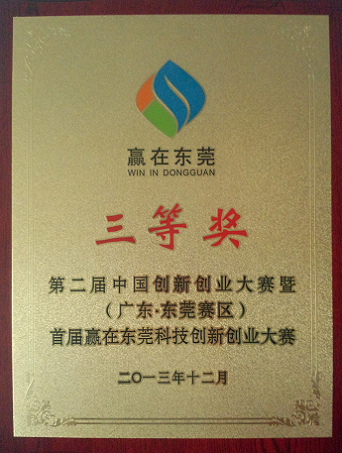 赢在东莞
WIN IN DONGGUAN
三等奖
第二届中国创新创业大赛暨
（广东·东莞赛区）
首届赢在东莞科技创新创业大赛
二〇一三年十二月